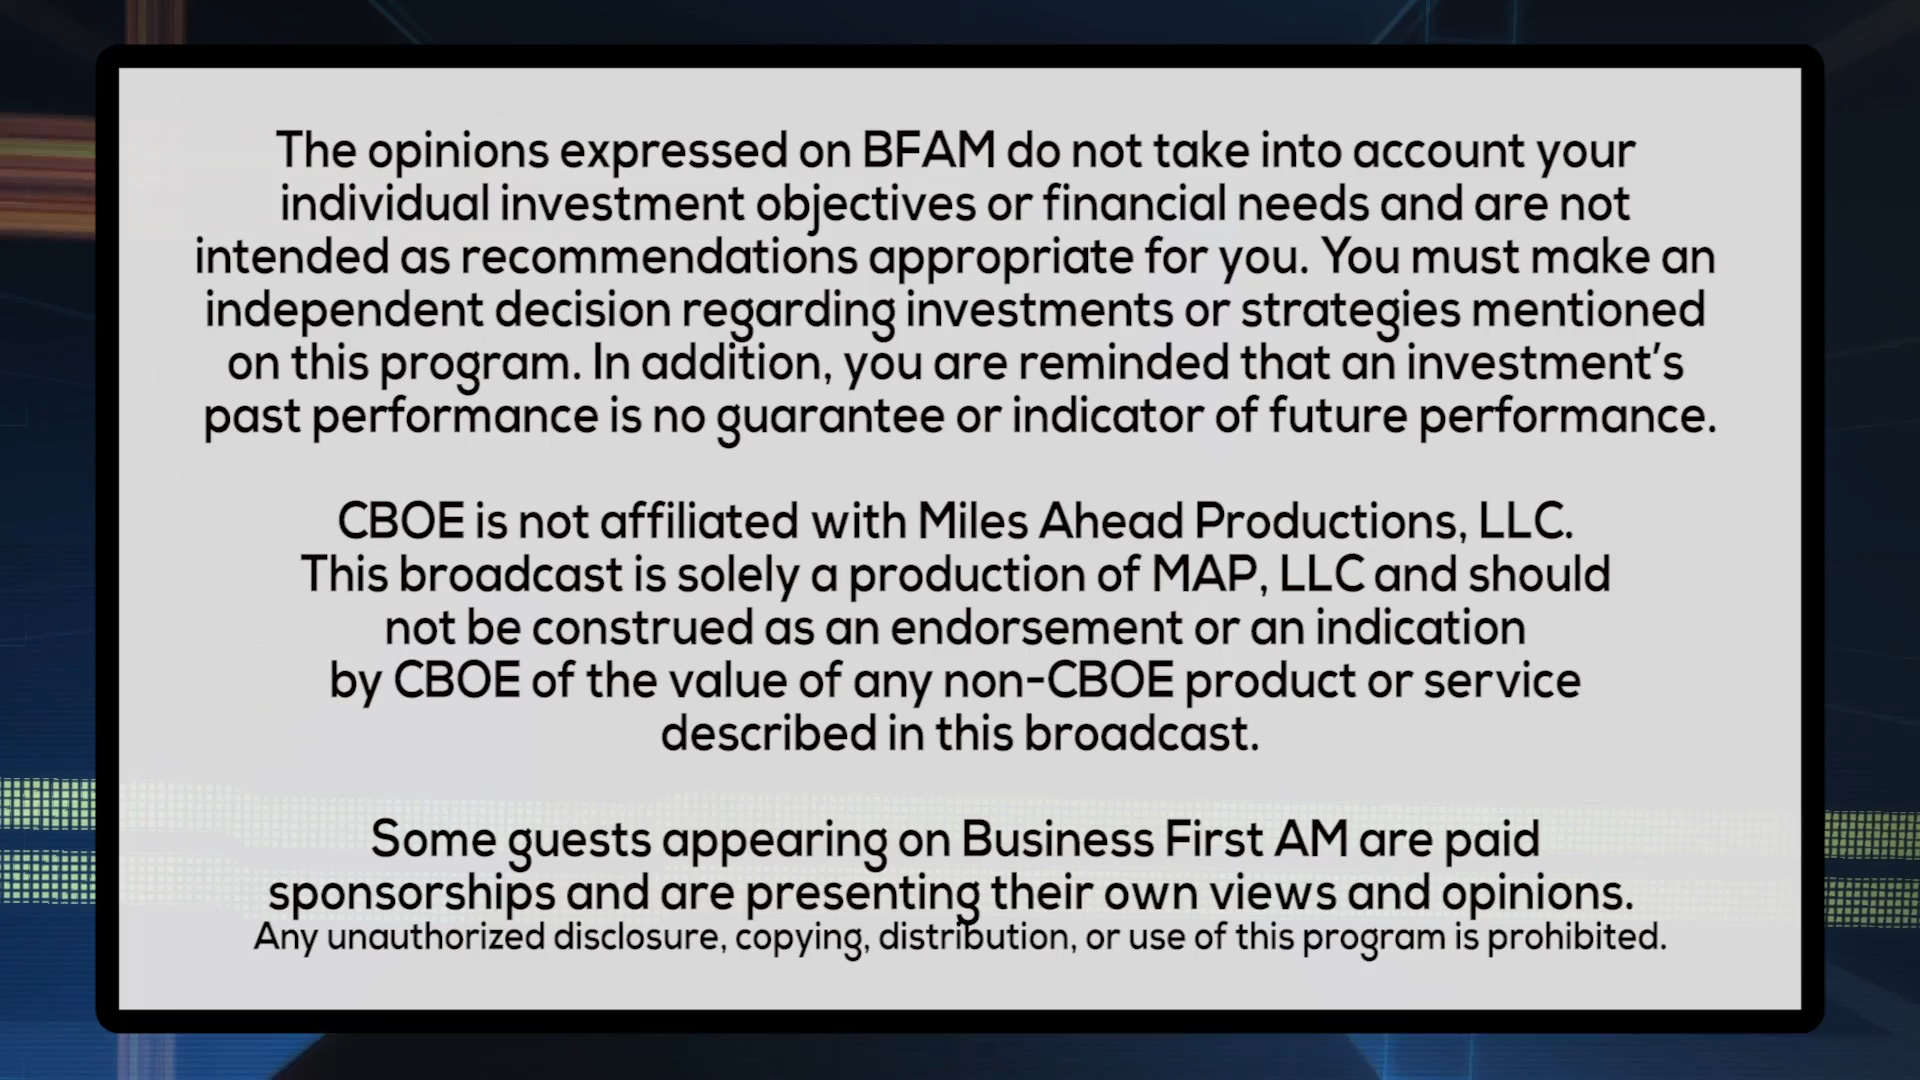 The opinions expressed on BFAM do not take into account your
individual investment objectives or financial needs and are not
intended as recommendations appropriate for you. You must make an
independent decision regarding investments or strategies mentioned
on this program. In addition, you are reminded that an investment’s
past performance is no guarantee or indicator of future performance.
CBOE is not affiliated with Miles Ahead Productions, LLC.
This broadcast is solely a production of MAP, LLC and should
not be construed as an endorsement or an indication
by CBOE of the value of any non-CBOE product or service
described in this broadcast.
Some guests appearing on Business First AM are paid
sponsorships and are presenting their own views and opinions.
Any unauthorized disclosure, copying, distribution, or use of this program is prohibited.